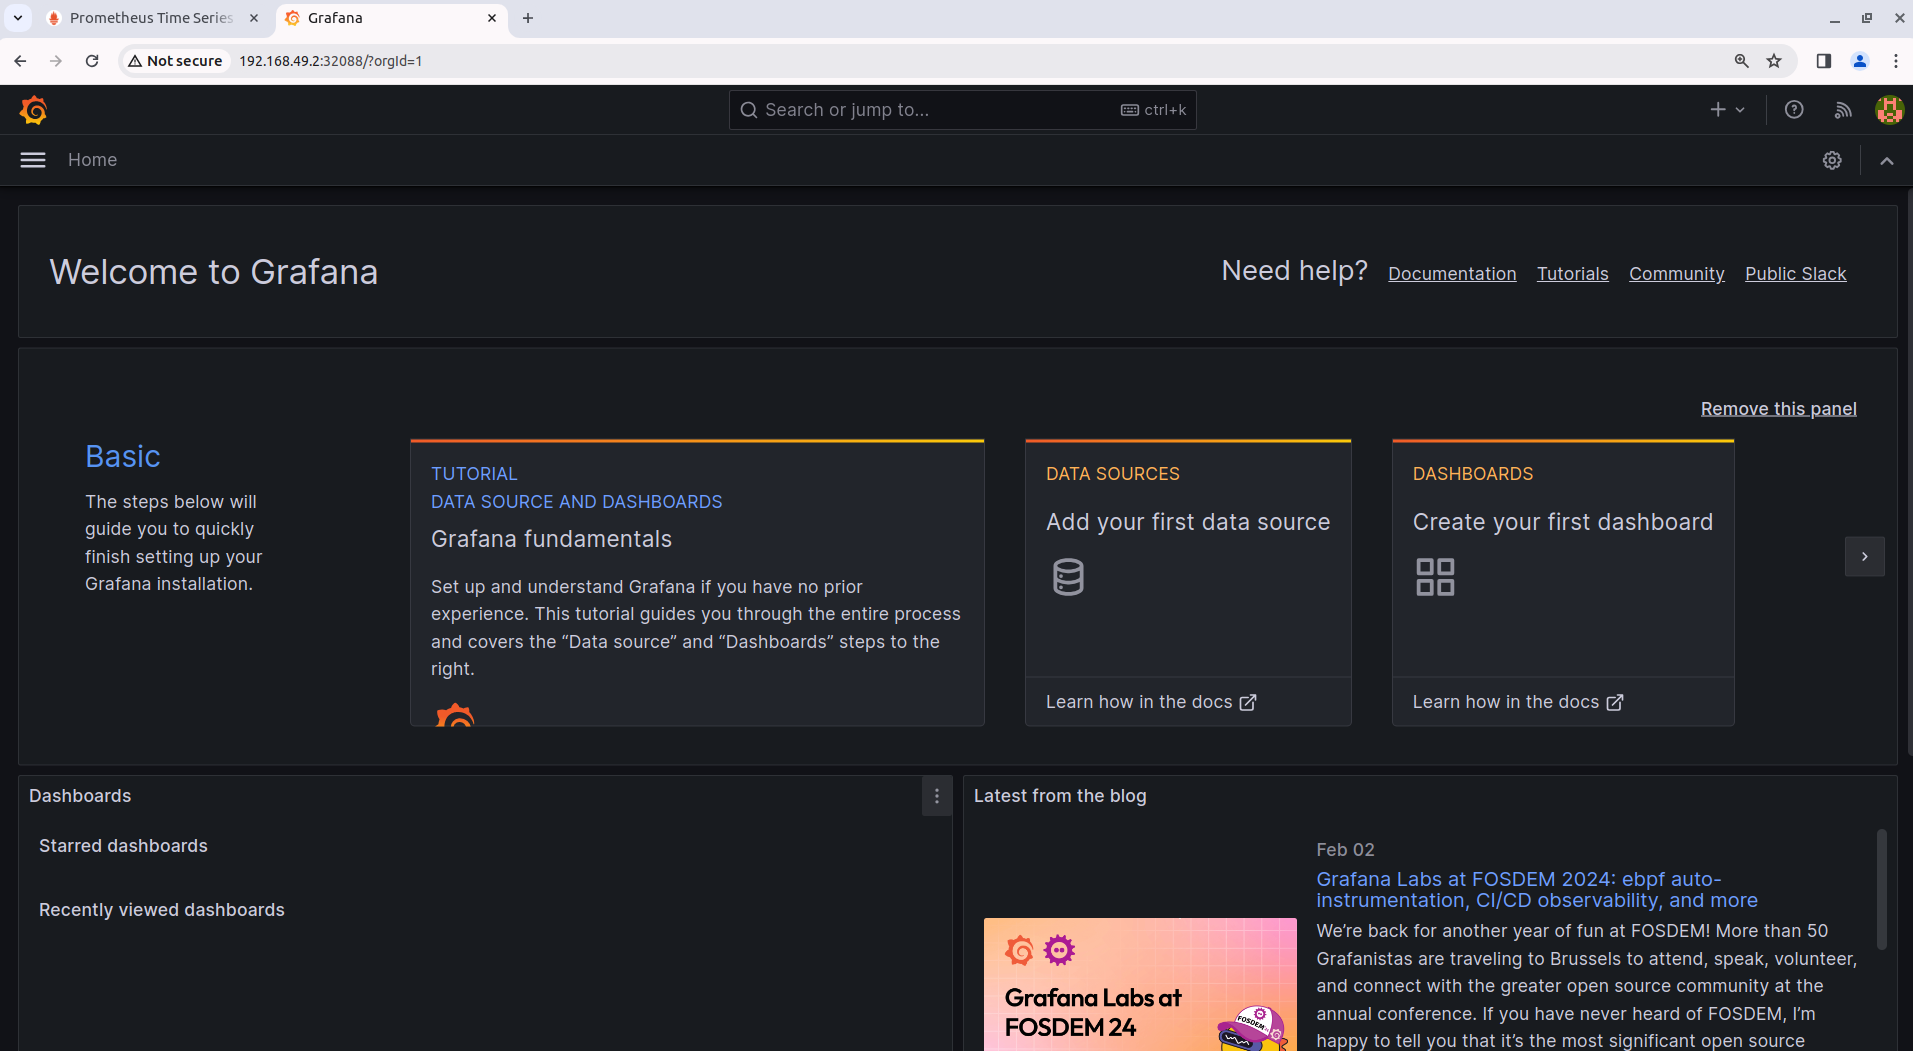 Prometheus Time Series
Grafana
Not secure
192.168.49.2:32088/?orgId=1
Search or jump to...
ctrl+k
Home
Welcome to Grafana
Need help?
Documentation
Tutorials
Community
Public Slack
Remove this panel
Basic
The steps below will
guide you to quickly
finish setting up your
Grafana installation.
TUTORIAL
DATA SOURCE AND DASHBOARDS
Grafana fundamentals
Set up and understand Grafana if you have no prior
experience. This tutorial guides you through the entire process
and covers the “Data source” and “Dashboards” steps to the
right.
DATA SOURCES
Add your first data source
Learn how in the docs
DASHBOARDS
Create your first dashboard
Learn how in the docs
Dashboards
Starred dashboards
Recently viewed dashboards
Latest from the blog
Feb 02
Grafana Labs at FOSDEM 2024: ebpf auto-
instrumentation, CI/CD observability, and more
We’re back for another year of fun at FOSDEM! More than 50
Grafanistas are traveling to Brussels to attend, speak, volunteer,
and connect with the greater open source community at the
annual conference. If you have never heard of FOSDEM, I’m
happy to tell you that it’s the most significant open source
Grafana Labs at
FOSDEM 24
FOSDEM